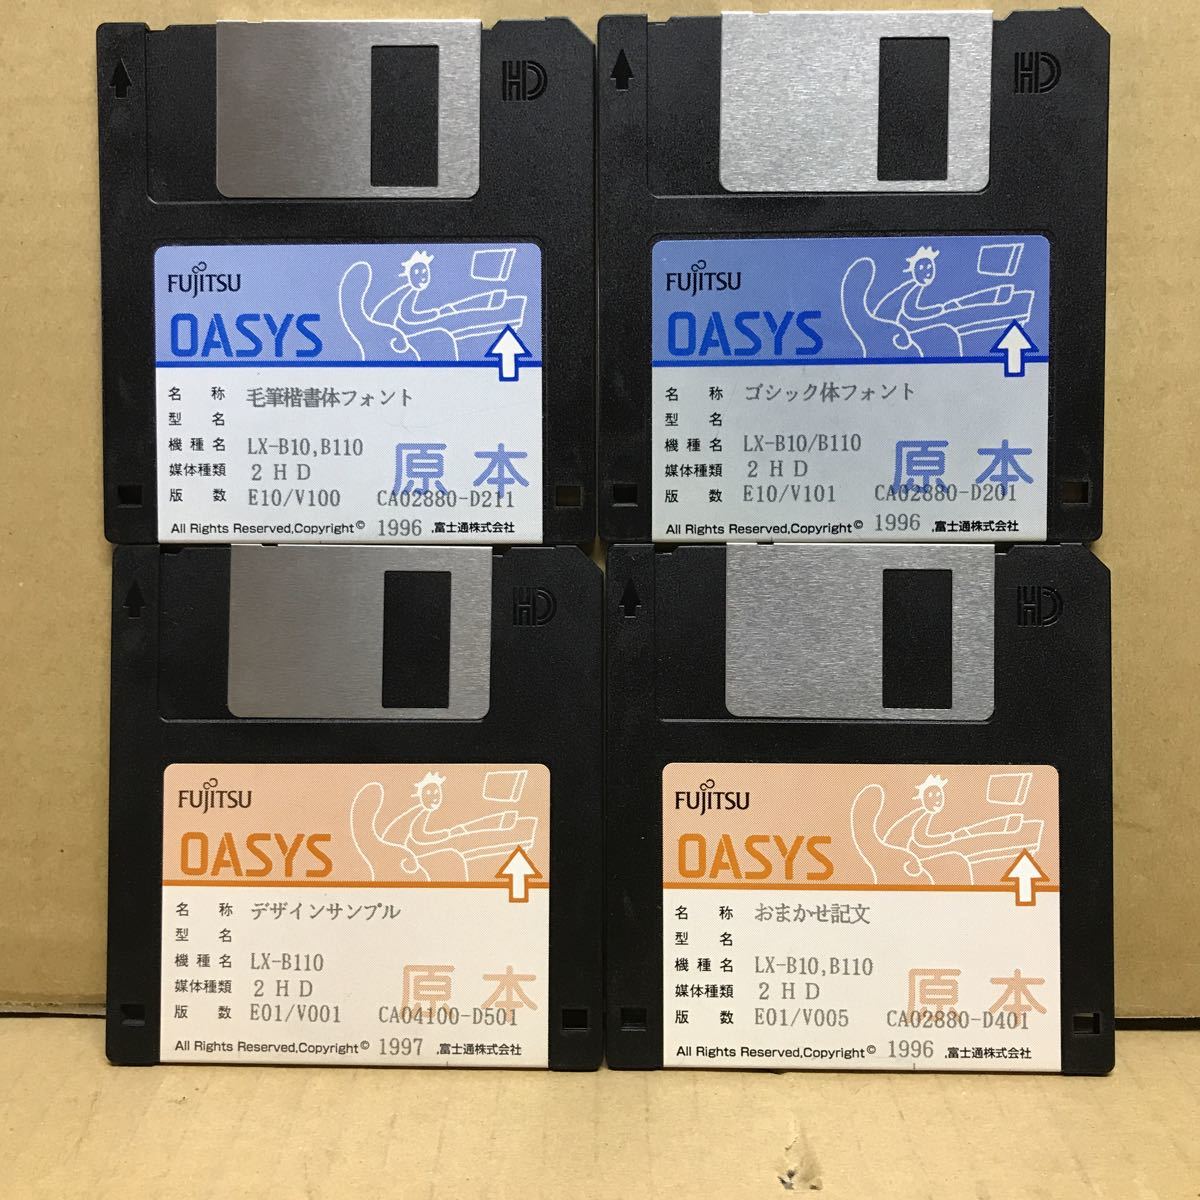 HD
FUJITSU
OASYS
名 称 毛筆楷書体フォント
型 名
機種名 LX-B10,B110
媒体種類 2HD
原本
版 数 E10/V100 CA02880-D211
All Rights Reserved,Copyright© 1996 ,富士通株式会社
HD
FUJITSU
OASYS
名 称 ゴシック体フォント
型 名
機種名 LX-B10/B110
媒体種類 2HD
原本
版 数 E10/V101 CA02880-D201
All Rights Reserved,Copyright© 1996 ,富士通株式会社
HD
FUJITSU
OASYS
名 称 デザインサンプル
型 名
機種名 LX-B110
媒体種類 2HD
原本
版 数 E01/V001 CA04100-D501
All Rights Reserved,Copyright© 1997 ,富士通株式会社
HD
FUJITSU
OASYS
名 称 おまかせ記文
型 名
機種名 LX-B10,B110
媒体種類 2HD
原本
版 数 E01/V005 CA02880-D401
All Rights Reserved,Copyright© 1996 ,富士通株式会社